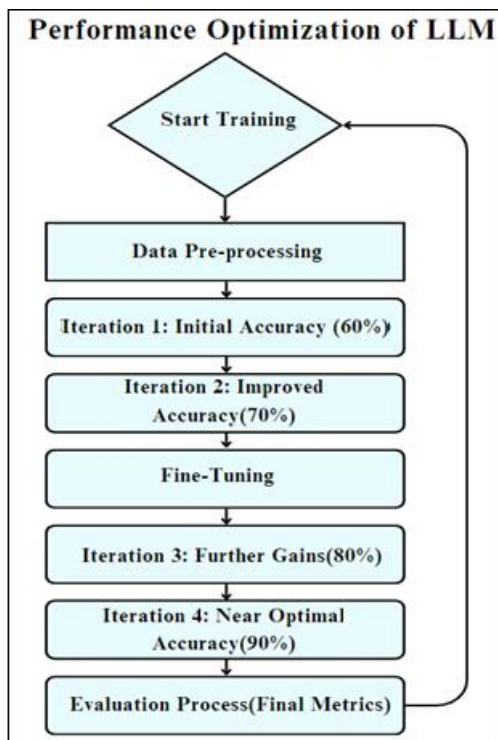 Performance Optimization of LLM
Start Training
Data Pre-processing
Iteration 1: Initial Accuracy (60%)
Iteration 2: Improved
Accuracy(70%)
Fine-Tuning
Iteration 3: Further Gains(80%)
Iteration 4: Near Optimal
Accuracy(90%)
Evaluation Process(Final Metrics)